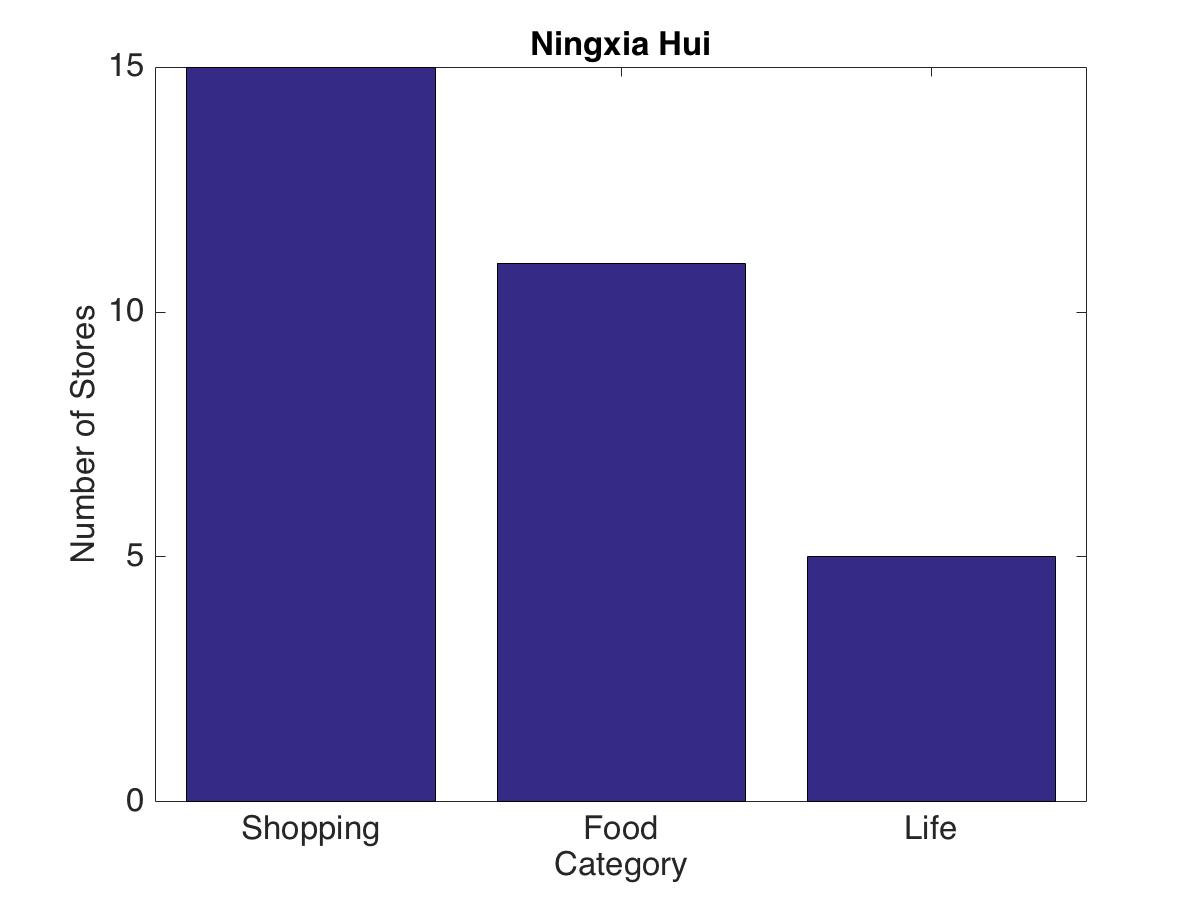 Ningxia Hui
15
10
5
0
Number of Stores
Shopping Food Life
Category